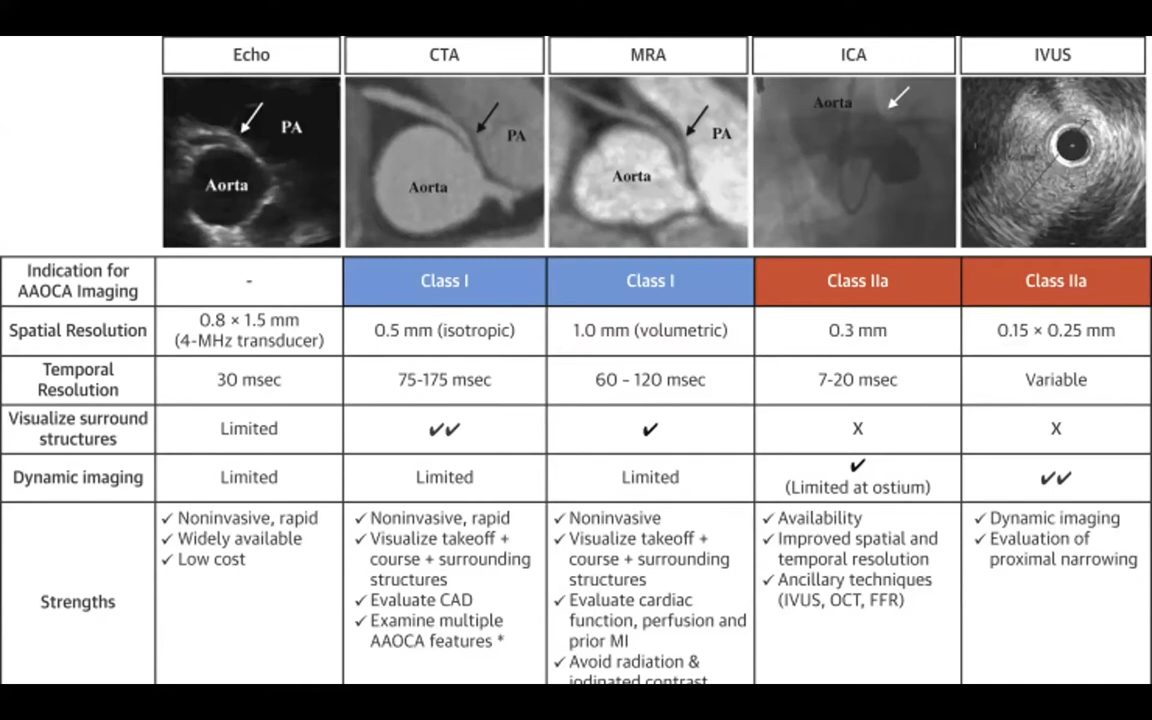 Echo
CTA
MRA
ICA
IVUS
PA
Aorta
PA
Aorta
PA
Aorta
Aorta
Indication for
AAOCA Imaging
-
Class I
Class I
Class IIa
Class IIa
Spatial Resolution
0.8 × 1.5 mm
(4-MHz transducer)
0.5 mm (isotropic)
1.0 mm (volumetric)
0.3 mm
0.15 × 0.25 mm
Temporal
Resolution
30 msec
75-175 msec
60 - 120 msec
7-20 msec
Variable
Visualize surround
structures
Limited
✔✔
✔
X
X
Dynamic imaging
Limited
Limited
Limited
✔
(Limited at ostium)
✔✔
Strengths
✓ Noninvasive, rapid
✓ Widely available
✓ Low cost
✓ Noninvasive, rapid
✓ Visualize takeoff +
course + surrounding
structures
✓ Evaluate CAD
✓ Examine multiple
AAOCA features *
✓ Noninvasive
✓ Visualize takeoff +
course + surrounding
structures
✓ Evaluate cardiac
function, perfusion and
prior MI
✓ Avoid radiation &
iodinated contrast
✓ Availability
✓ Improved spatial and
temporal resolution
✓ Ancillary techniques
(IVUS, OCT, FFR)
✓ Dynamic imaging
✓ Evaluation of
proximal narrowing